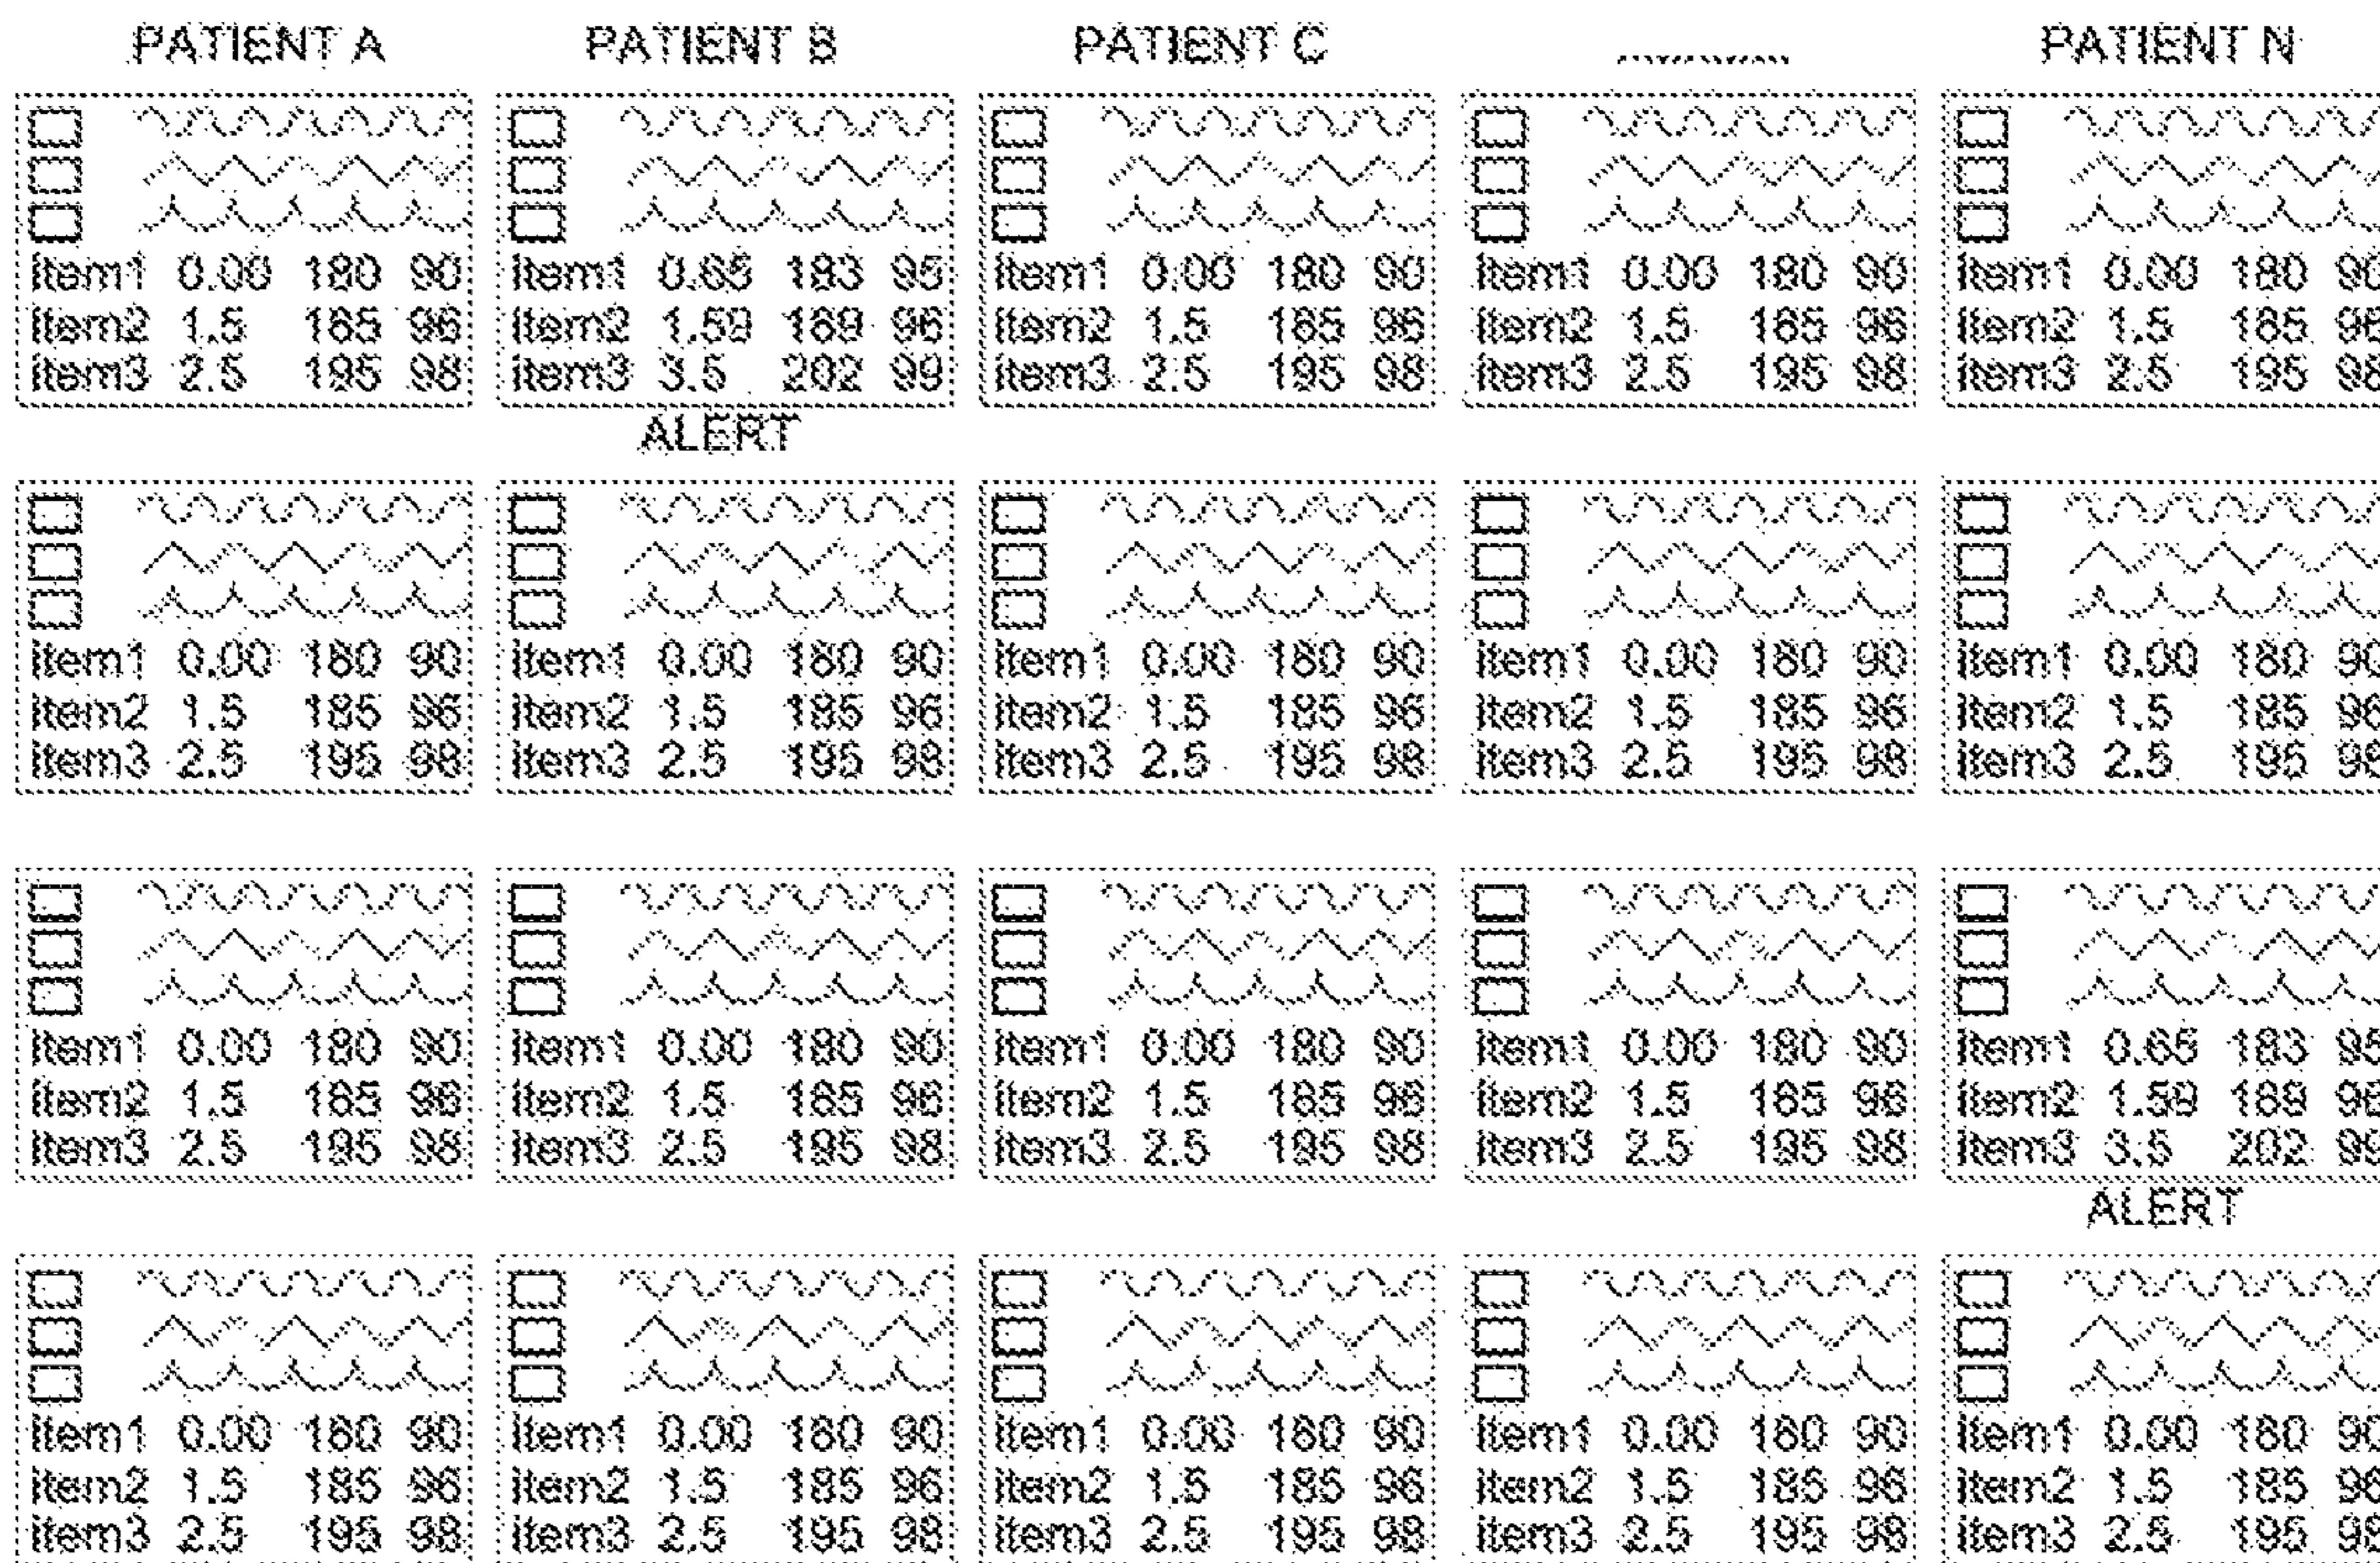 PATIENT A PATIENT B PATIENT C ............ PATIENT N
item1 0.00 180 90 item1 0.65 183 95 item1 0.00 180 90 item1 0.00 180 90 item1 0.00 180 90
item2 1.5 185 96 item2 1.59 189 96 item2 1.5 185 96 item2 1.5 185 96 item2 1.5 185 96
item3 2.5 195 98 item3 3.5 202 99 item3 2.5 195 98 item3 2.5 195 98 item3 2.5 195 98
ALERT
item1 0.00 180 90 item1 0.00 180 90 item1 0.00 180 90 item1 0.00 180 90 item1 0.00 180 90
item2 1.5 185 96 item2 1.5 185 96 item2 1.5 185 96 item2 1.5 185 96 item2 1.5 185 96
item3 2.5 195 98 item3 2.5 195 98 item3 2.5 195 98 item3 2.5 195 98 item3 2.5 195 98
item1 0.00 180 90 item1 0.00 180 90 item1 0.00 180 90 item1 0.00 180 90 item1 0.65 183 95
item2 1.5 185 96 item2 1.5 185 96 item2 1.5 185 96 item2 1.5 185 96 item2 1.59 189 96
item3 2.5 195 98 item3 2.5 195 98 item3 2.5 195 98 item3 2.5 195 98 item3 3.5 202
ALERT
item1 0.00 180 90 item1 0.00 180 90 item1 0.00 180 90 item1 0.00 180 90 item1 0.00 180 90
item2 1.5 185 96 item2 1.5 185 96 item2 1.5 185 96 item2 1.5 185 96 item2 1.5 185 96
item3 2.5 195 98 item3 2.5 195 98 item3 2.5 195 98 item3 2.5 195 98 item3 2.5 195 98